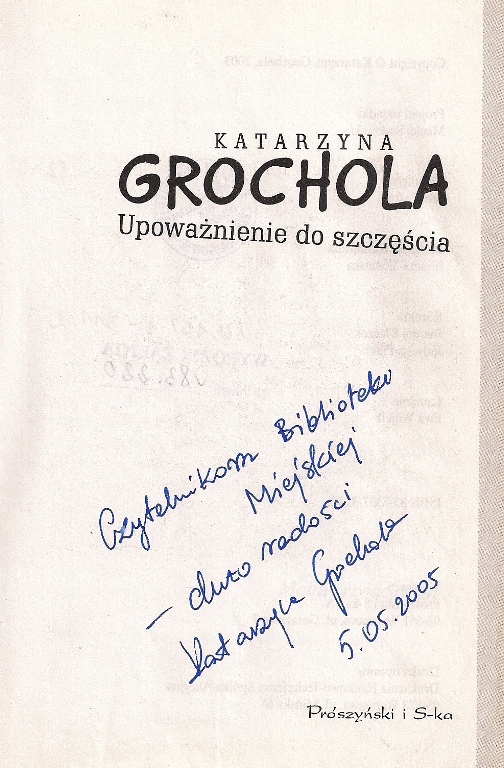 KATARZYNA
GROCHOLA
Upoważnienie do szczęścia
Czytelnikom Biblioteki
Miejskiej
— dużo radości
Katarzyna Grochola
5.05.2005
Prószyński i S-ka